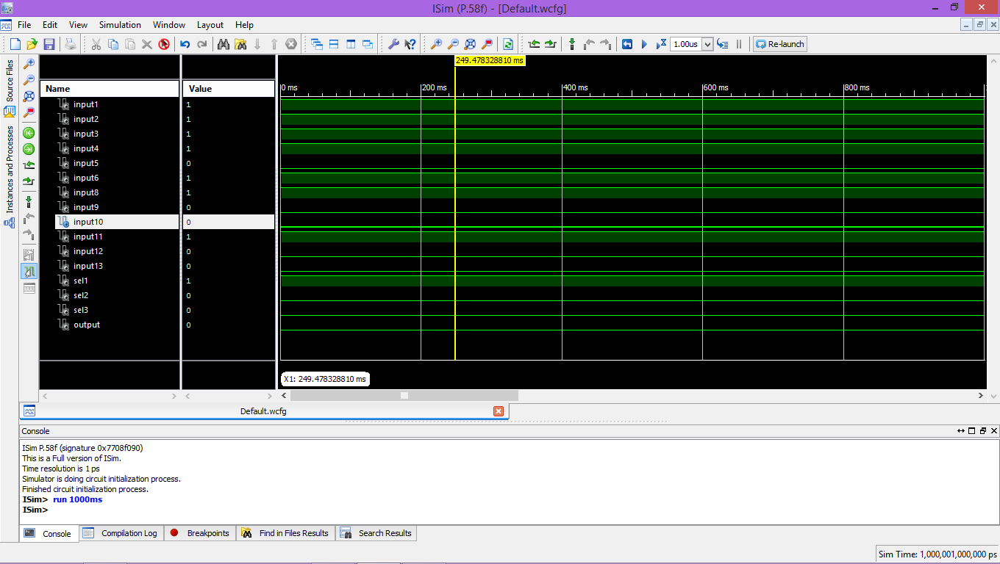 ISim (P.58f) - [Default.wcfg]
File Edit View Simulation Window Layout Help
1.00us Re-launch
Source Files
Instances and Processes
249.478328810 ms
Name Value
0 ms 200 ms 400 ms 600 ms 800 ms
input1 1
input2 1
input3 1
input4 1
input5 0
input6 1
input8 1
input9 0
input10 0
input11 1
input12 0
input13 0
sel1 1
sel2 0
sel3 0
output 0
X1: 249.478328810 ms
Default.wcfg
Console
ISim P.58f (signature 0x7708f090)
This is a Full version of ISim.
Time resolution is 1 ps
Simulator is doing circuit initialization process.
Finished circuit initialization process.
ISim> run 1000ms
ISim>
Console Compilation Log Breakpoints Find in Files Results Search Results
Sim Time: 1,000,001,000,000 ps